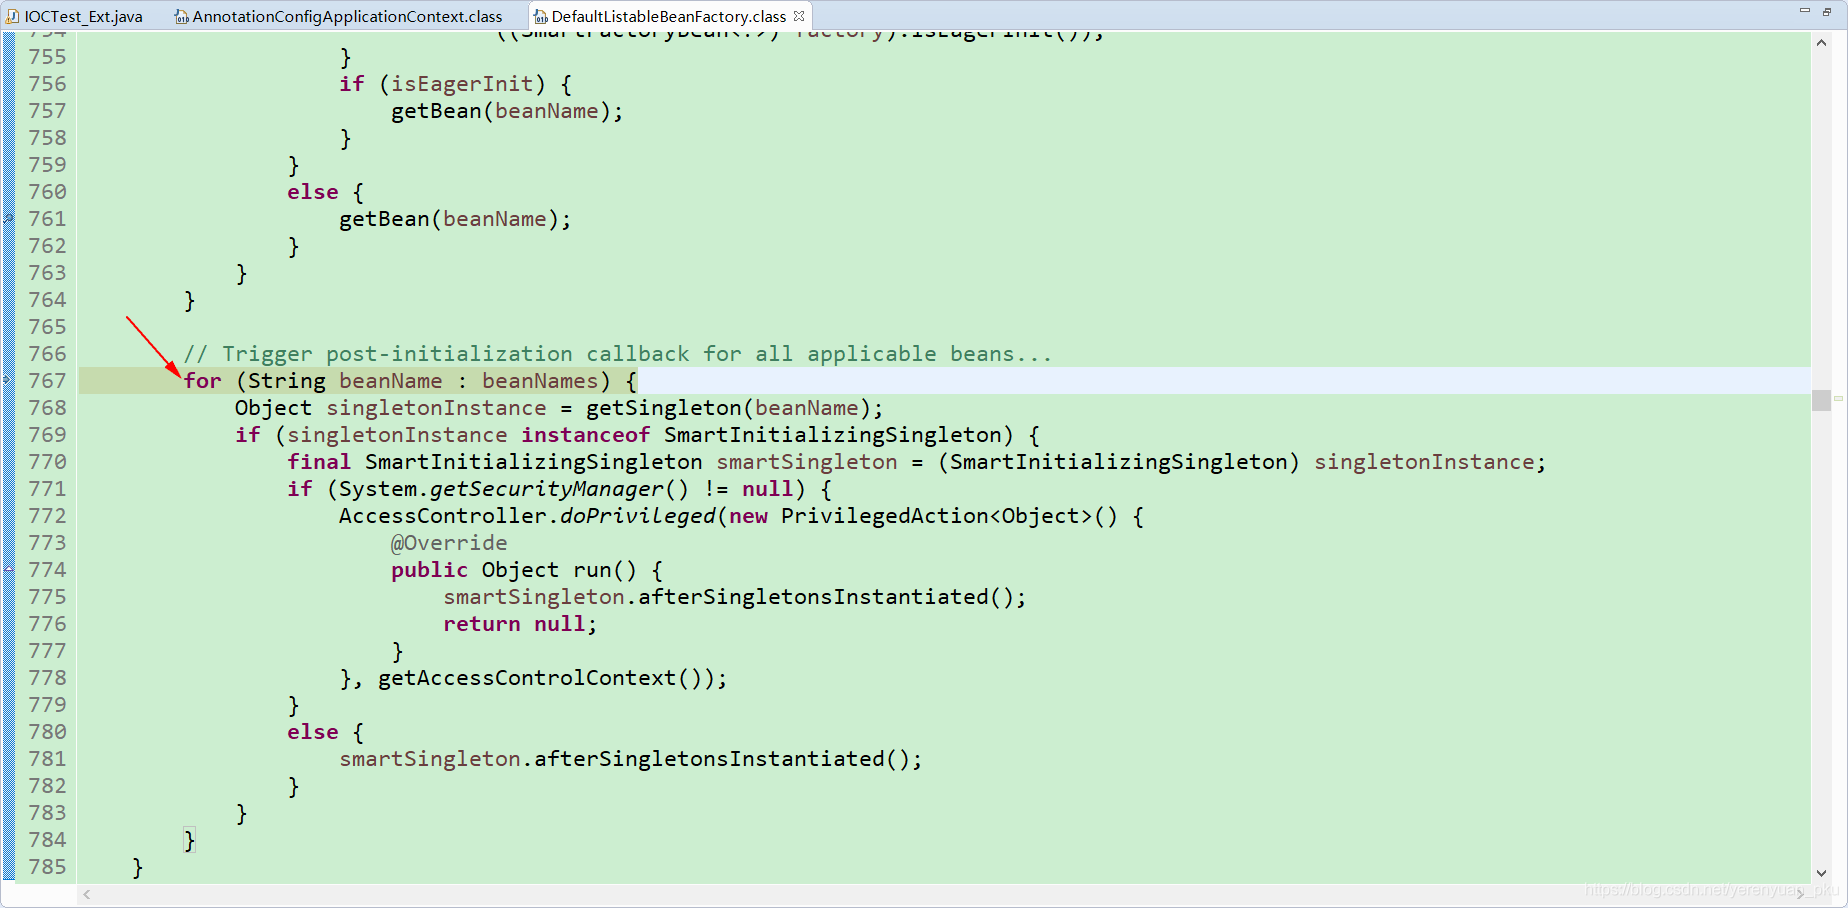 IOCTest_Ext.java AnnotationConfigApplicationContext.class DefaultListableBeanFactory.class
754 ((SmartFactoryBean<?>) factory).isEagerInit());
755 }
756 if (isEagerInit) {
757 getBean(beanName);
758 }
759 }
760 else {
761 getBean(beanName);
762 }
763 }
764 }
765
766 // Trigger post-initialization callback for all applicable beans...
767 for (String beanName : beanNames) {
768 Object singletonInstance = getSingleton(beanName);
769 if (singletonInstance instanceof SmartInitializingSingleton) {
770 final SmartInitializingSingleton smartSingleton = (SmartInitializingSingleton) singletonInstance;
771 if (System.getSecurityManager() != null) {
772 AccessController.doPrivileged(new PrivilegedAction<Object>() {
773 @Override
774 public Object run() {
775 smartSingleton.afterSingletonsInstantiated();
776 return null;
777 }
778 }, getAccessControlContext());
779 }
780 else {
781 smartSingleton.afterSingletonsInstantiated();
782 }
783 }
784 }
785 }
https://blog.csdn.net/yerenyuan_pku